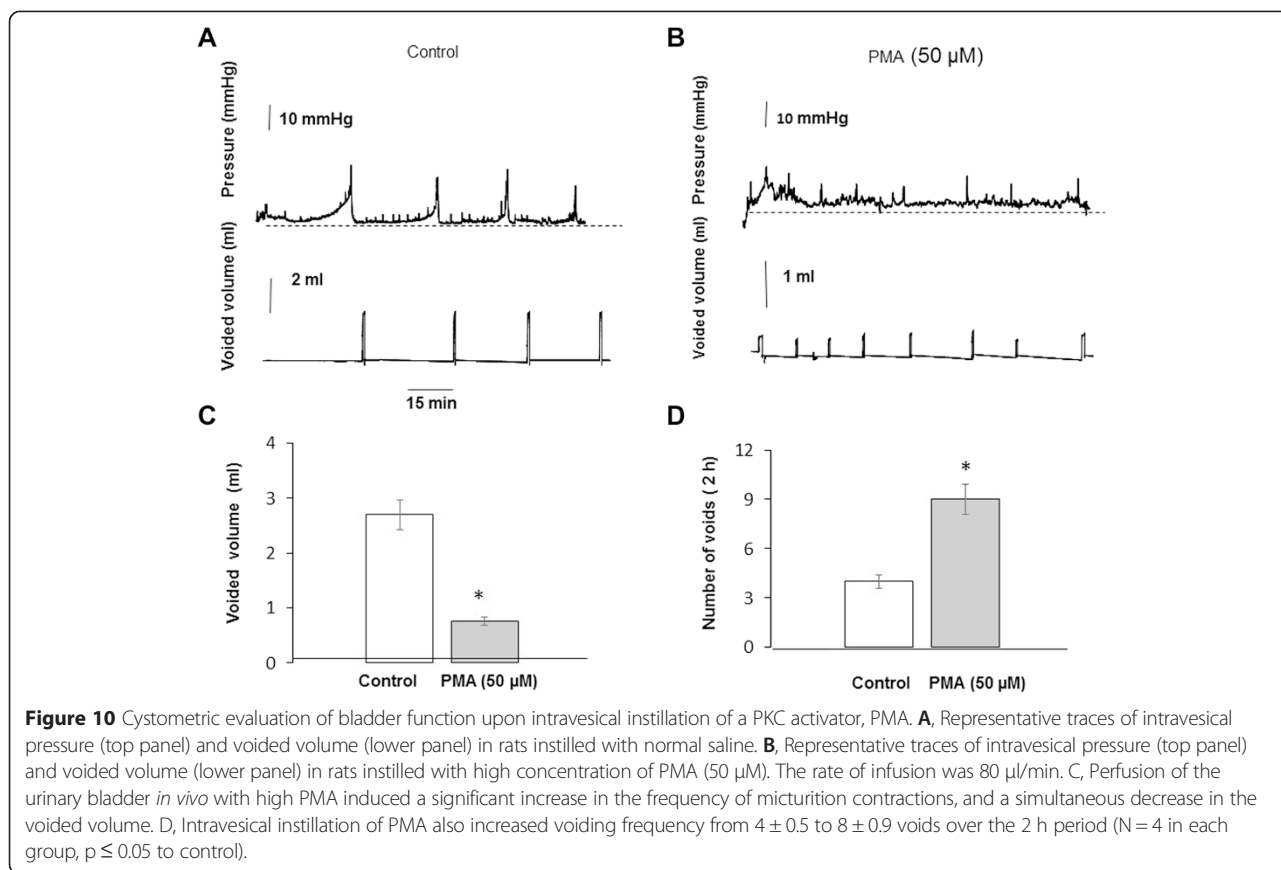 A
Control
Pressure (mmHg)
10 mmHg
Voided volume (ml)
2 ml
15 min
B
PMA (50 µM)
Pressure (mmHg)
10 mmHg
Voided volume (ml)
1 ml
C
Voided volume (ml)
4
3
2
1
0
Control PMA (50 µM)
*
D
Number of voids ( 2 h)
12
9
6
3
0
Control PMA (50 µM)
*
Figure 10 Cystometric evaluation of bladder function upon intravesical instillation of a PKC activator, PMA. A, Representative traces of intravesical
pressure (top panel) and voided volume (lower panel) in rats instilled with normal saline. B, Representative traces of intravesical pressure (top panel)
and voided volume (lower panel) in rats instilled with high concentration of PMA (50 µM). The rate of infusion was 80 µl/min. C, Perfusion of the
urinary bladder in vivo with high PMA induced a significant increase in the frequency of micturition contractions, and a simultaneous decrease in the
voided volume. D, Intravesical instillation of PMA also increased voiding frequency from 4 ± 0.5 to 8 ± 0.9 voids over the 2 h period (N = 4 in each
group, p ≤ 0.05 to control).